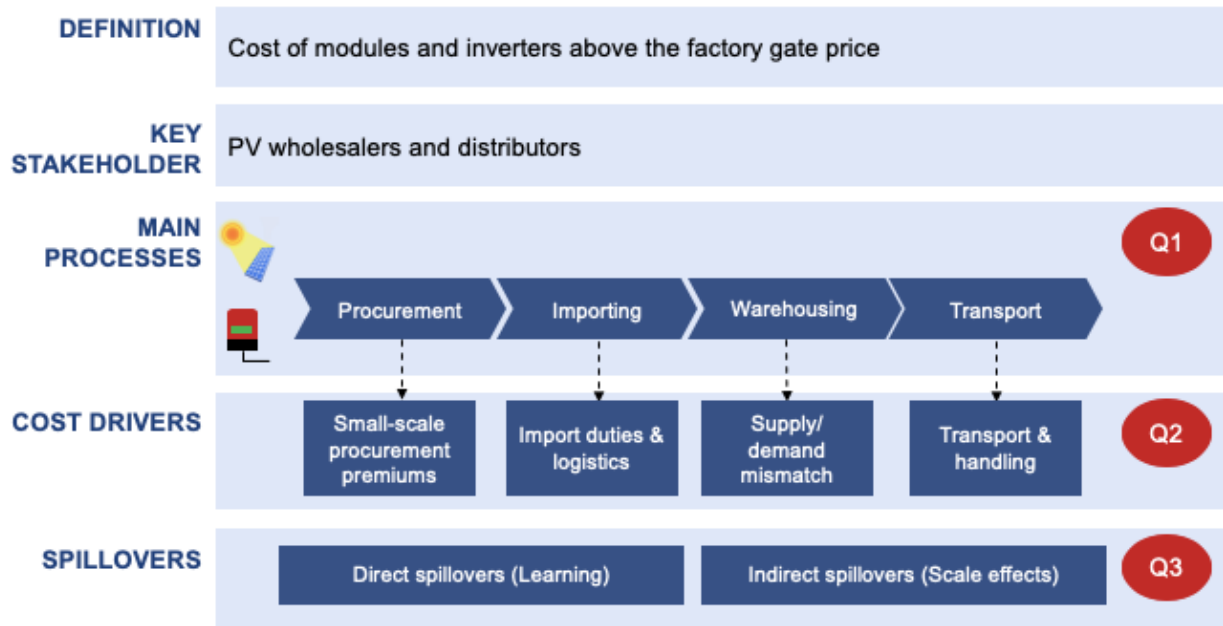 DEFINITION
Cost of modules and inverters above the factory gate price
KEY
STAKEHOLDER
PV wholesalers and distributors
MAIN
PROCESSES
Q1
Procurement
Importing
Warehousing
Transport
COST DRIVERS
Small-scale
procurement
premiums
Import duties &
logistics
Supply/
demand
mismatch
Transport &
handling
Q2
SPILLOVERS
Direct spillovers (Learning)
Indirect spillovers (Scale effects)
Q3